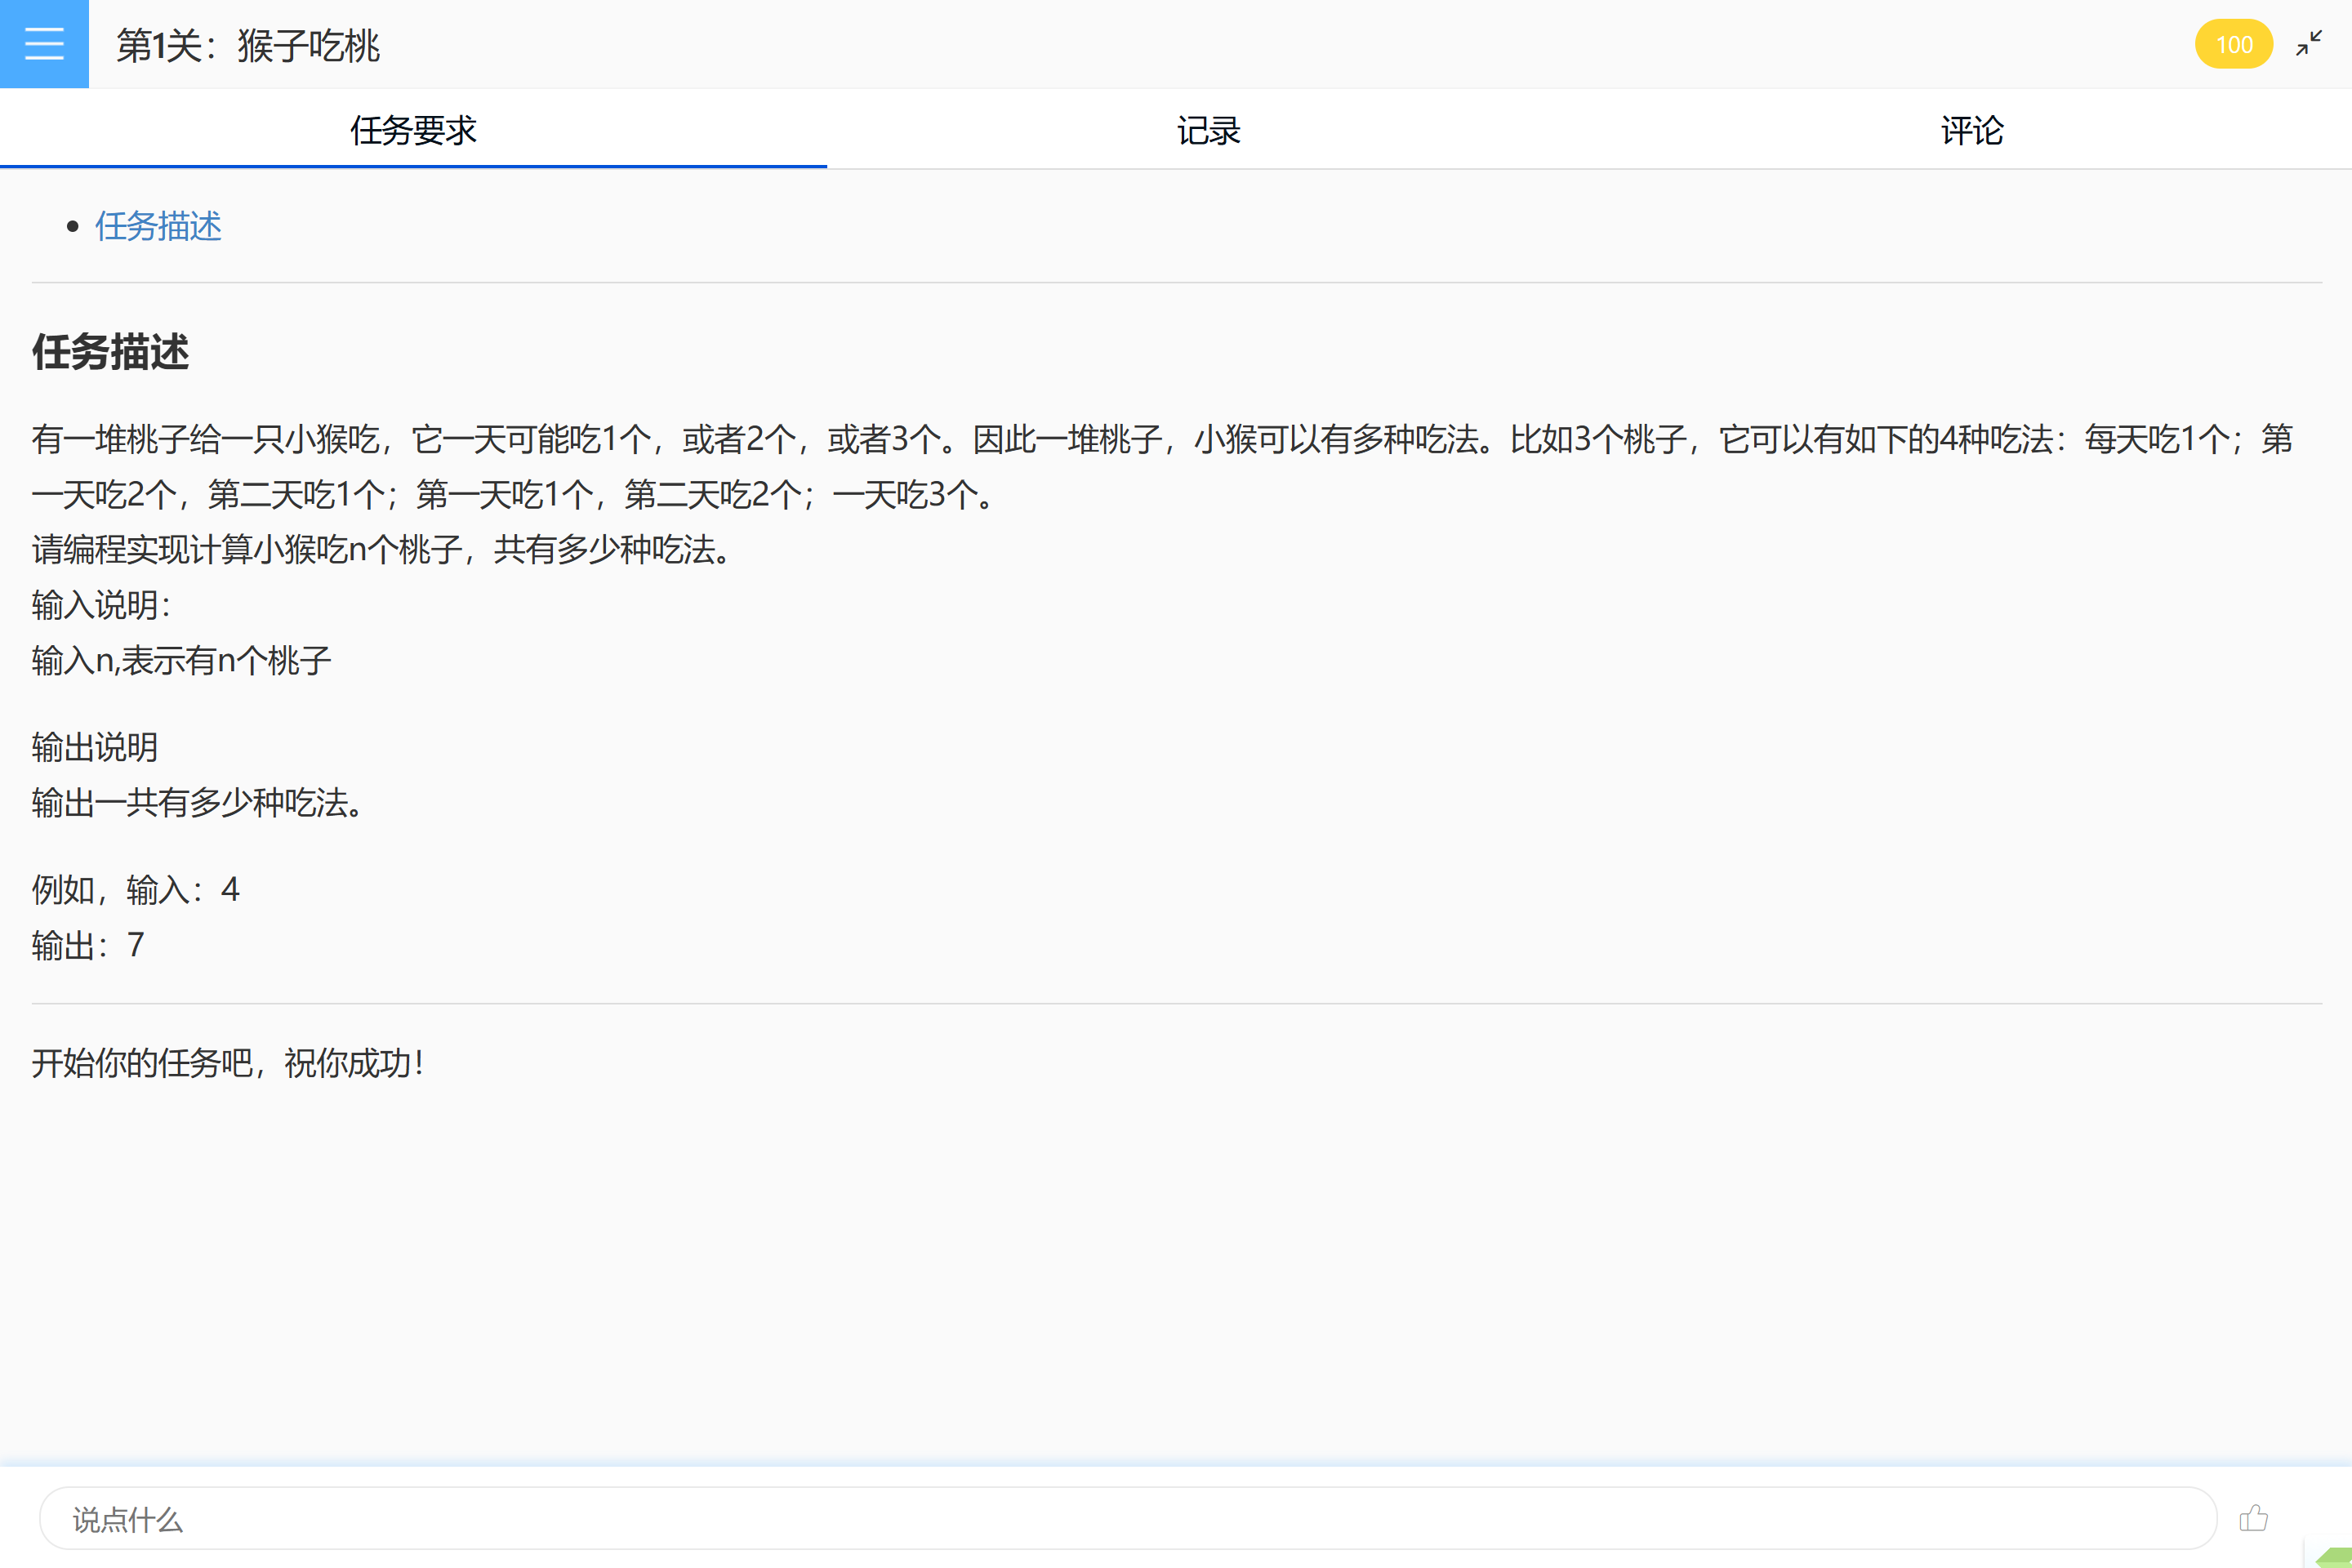 第1关：猴子吃桃
100
任务要求
记录
评论
任务描述
任务描述
有一堆桃子给一只小猴吃，它一天可能吃1个，或者2个，或者3个。因此一堆桃子，小猴可以有多种吃法。比如3个桃子，它可以有如下的4种吃法：每天吃1个；第
一天吃2个，第二天吃1个；第一天吃1个，第二天吃2个；一天吃3个。
请编程实现计算小猴吃n个桃子，共有多少种吃法。
输入说明：
输入n,表示有n个桃子
输出说明
输出一共有多少种吃法。
例如，输入：4
输出：7
开始你的任务吧，祝你成功！
说点什么